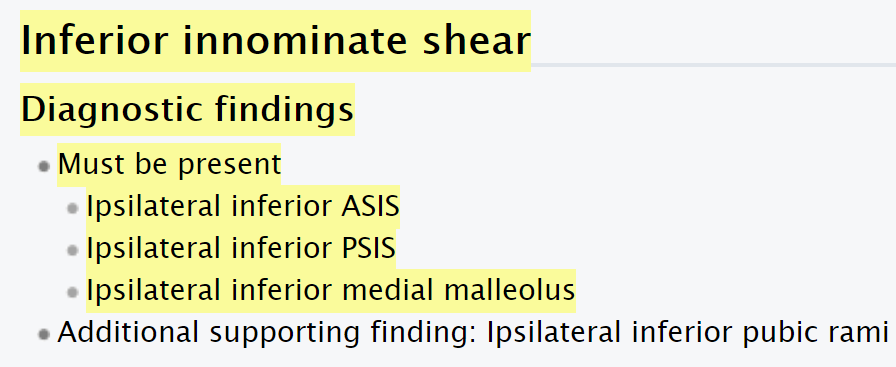 Inferior innominate shear
Diagnostic findings
Must be present
Ipsilateral inferior ASIS
Ipsilateral inferior PSIS
Ipsilateral inferior medial malleolus
Additional supporting finding: Ipsilateral inferior pubic rami